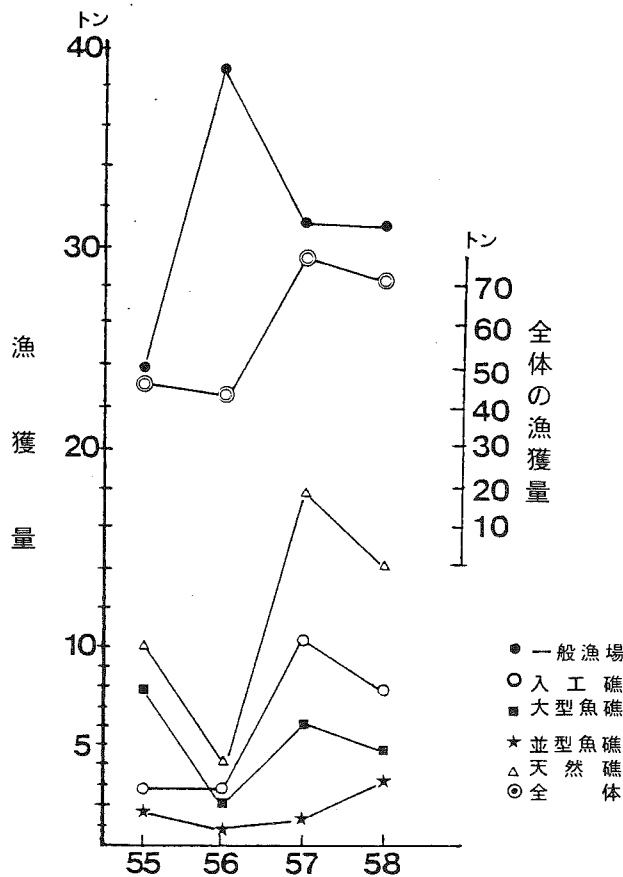 トン
40
30
20
10
5
漁獲量
トン
70
60
50
40
30
20
10
全体の漁獲量
55 56 57 58
● 一般漁場
○ 人工礁
■ 大型魚礁
★ 並型魚礁
△ 天然礁
◎ 全体